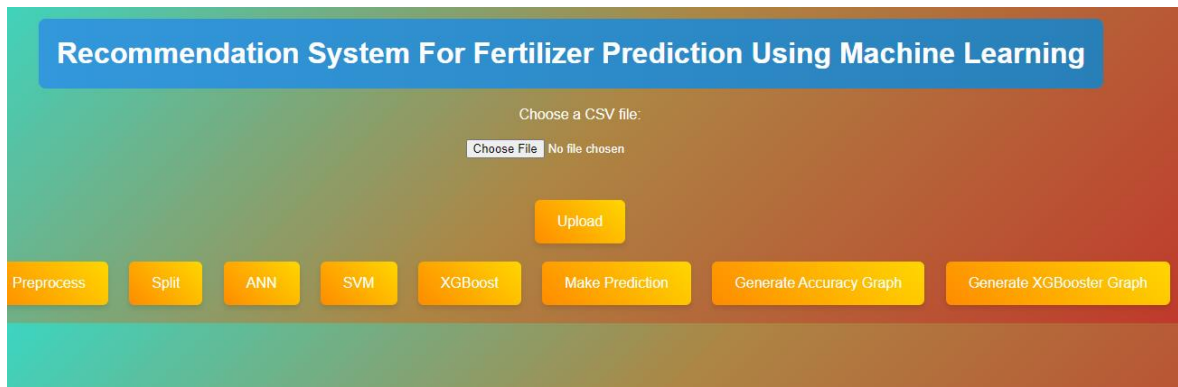 Recommendation System For Fertilizer Prediction Using Machine Learning
Choose a CSV file:
Choose File No file chosen
Upload
Preprocess Split ANN SVM XGBoost Make Prediction Generate Accuracy Graph Generate XGBooster Graph